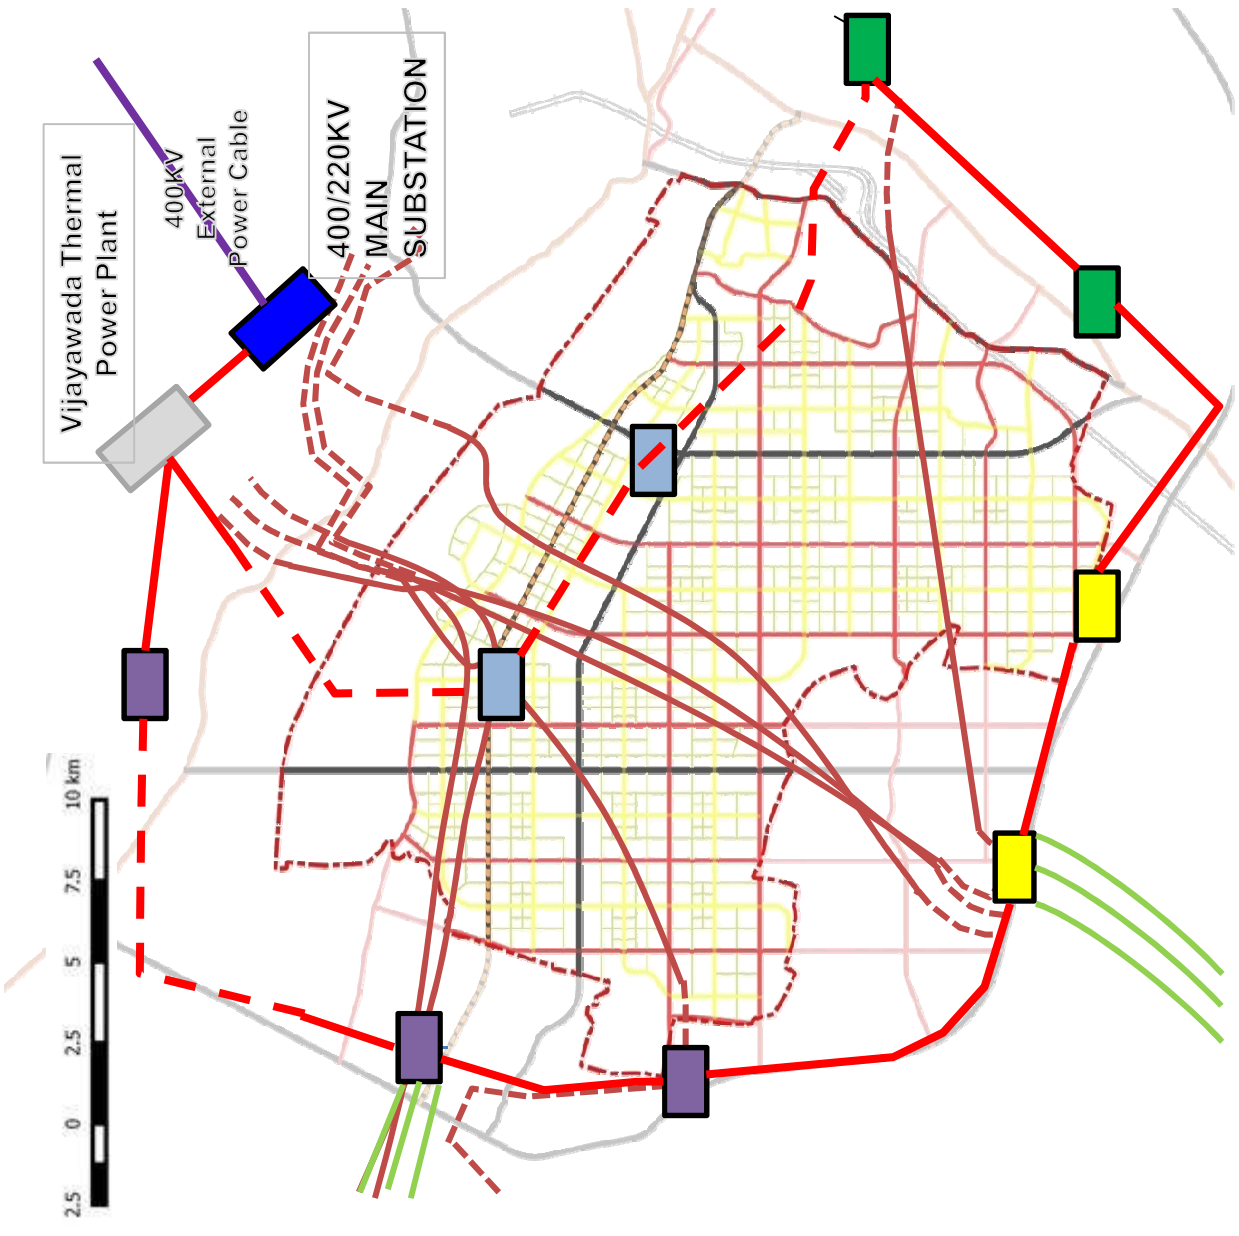 Vijayawada Thermal
Power Plant
400KV
External
Power Cable
400/220KV
MAIN
SUBSTATION
10 km
7.5
5
2.5
0
2.5